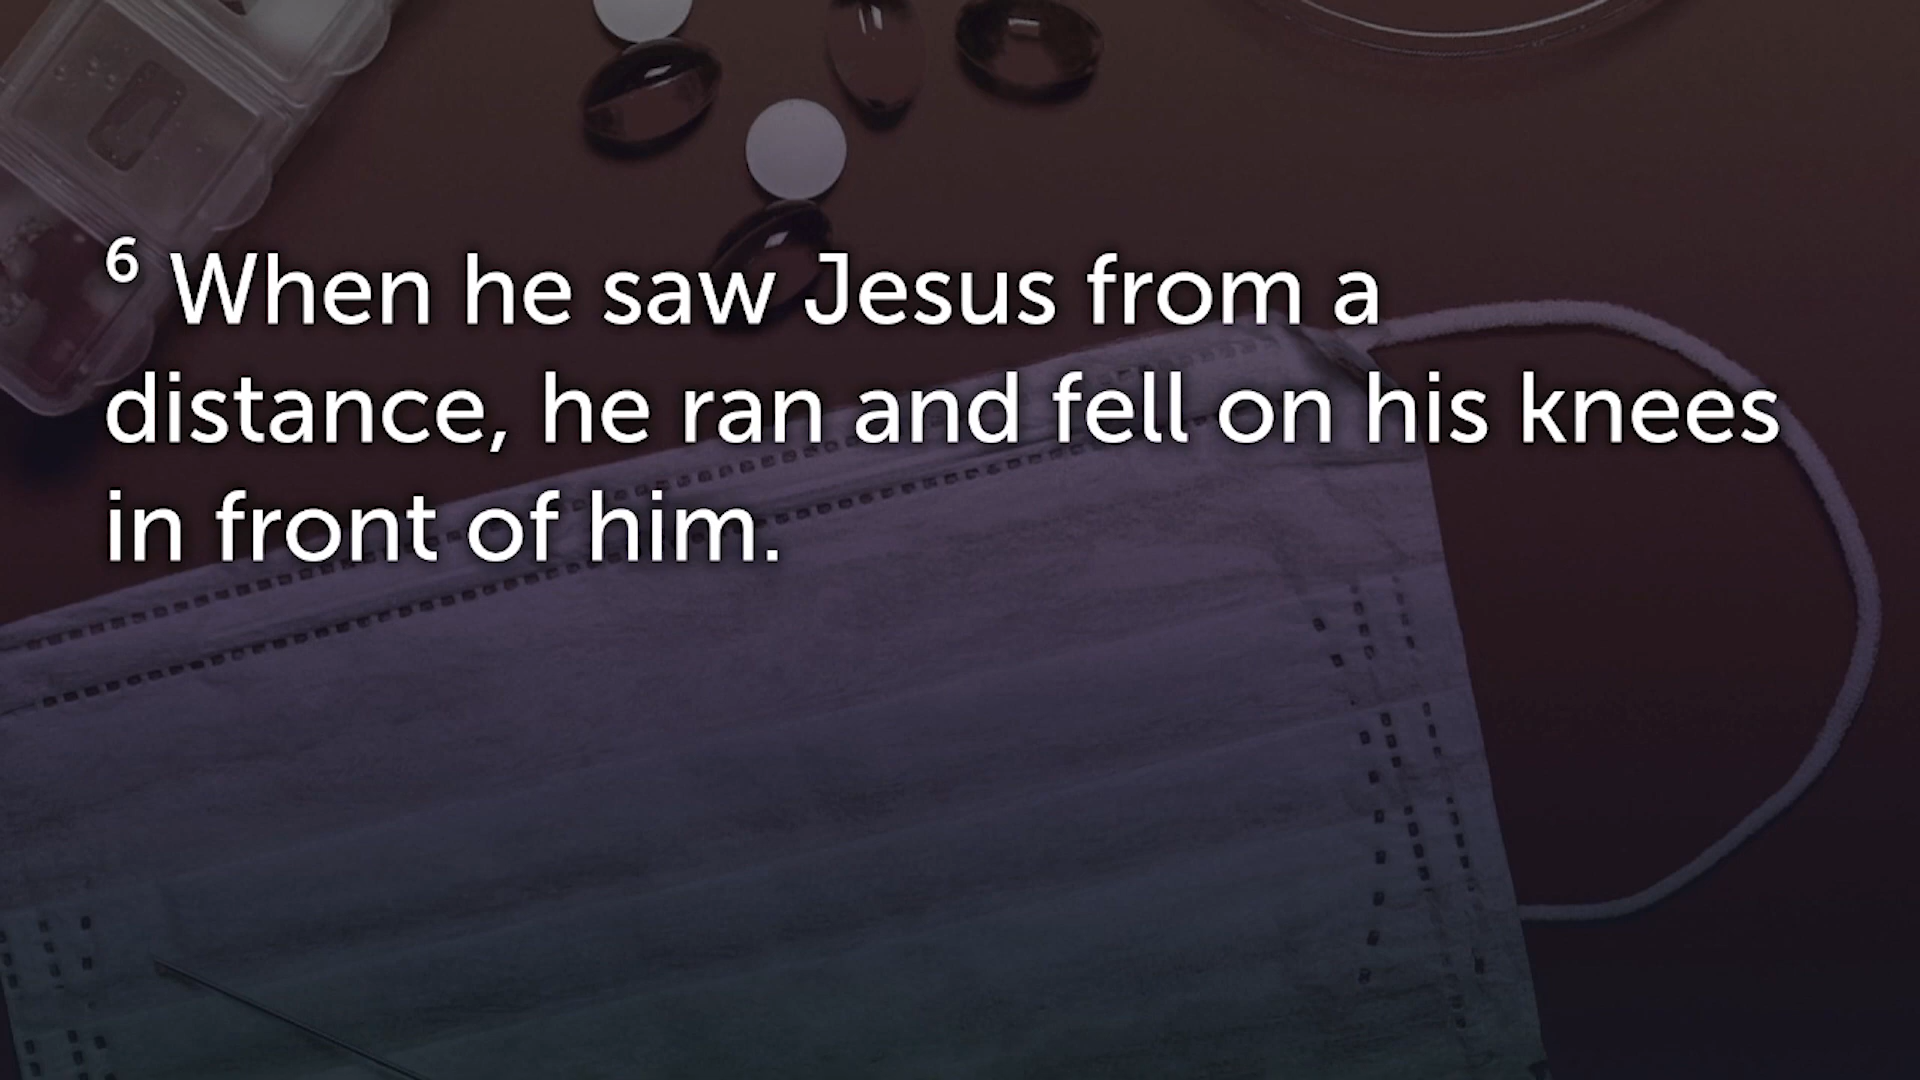 ⁶ When he saw Jesus from a
distance, he ran and fell on his knees
in front of him.